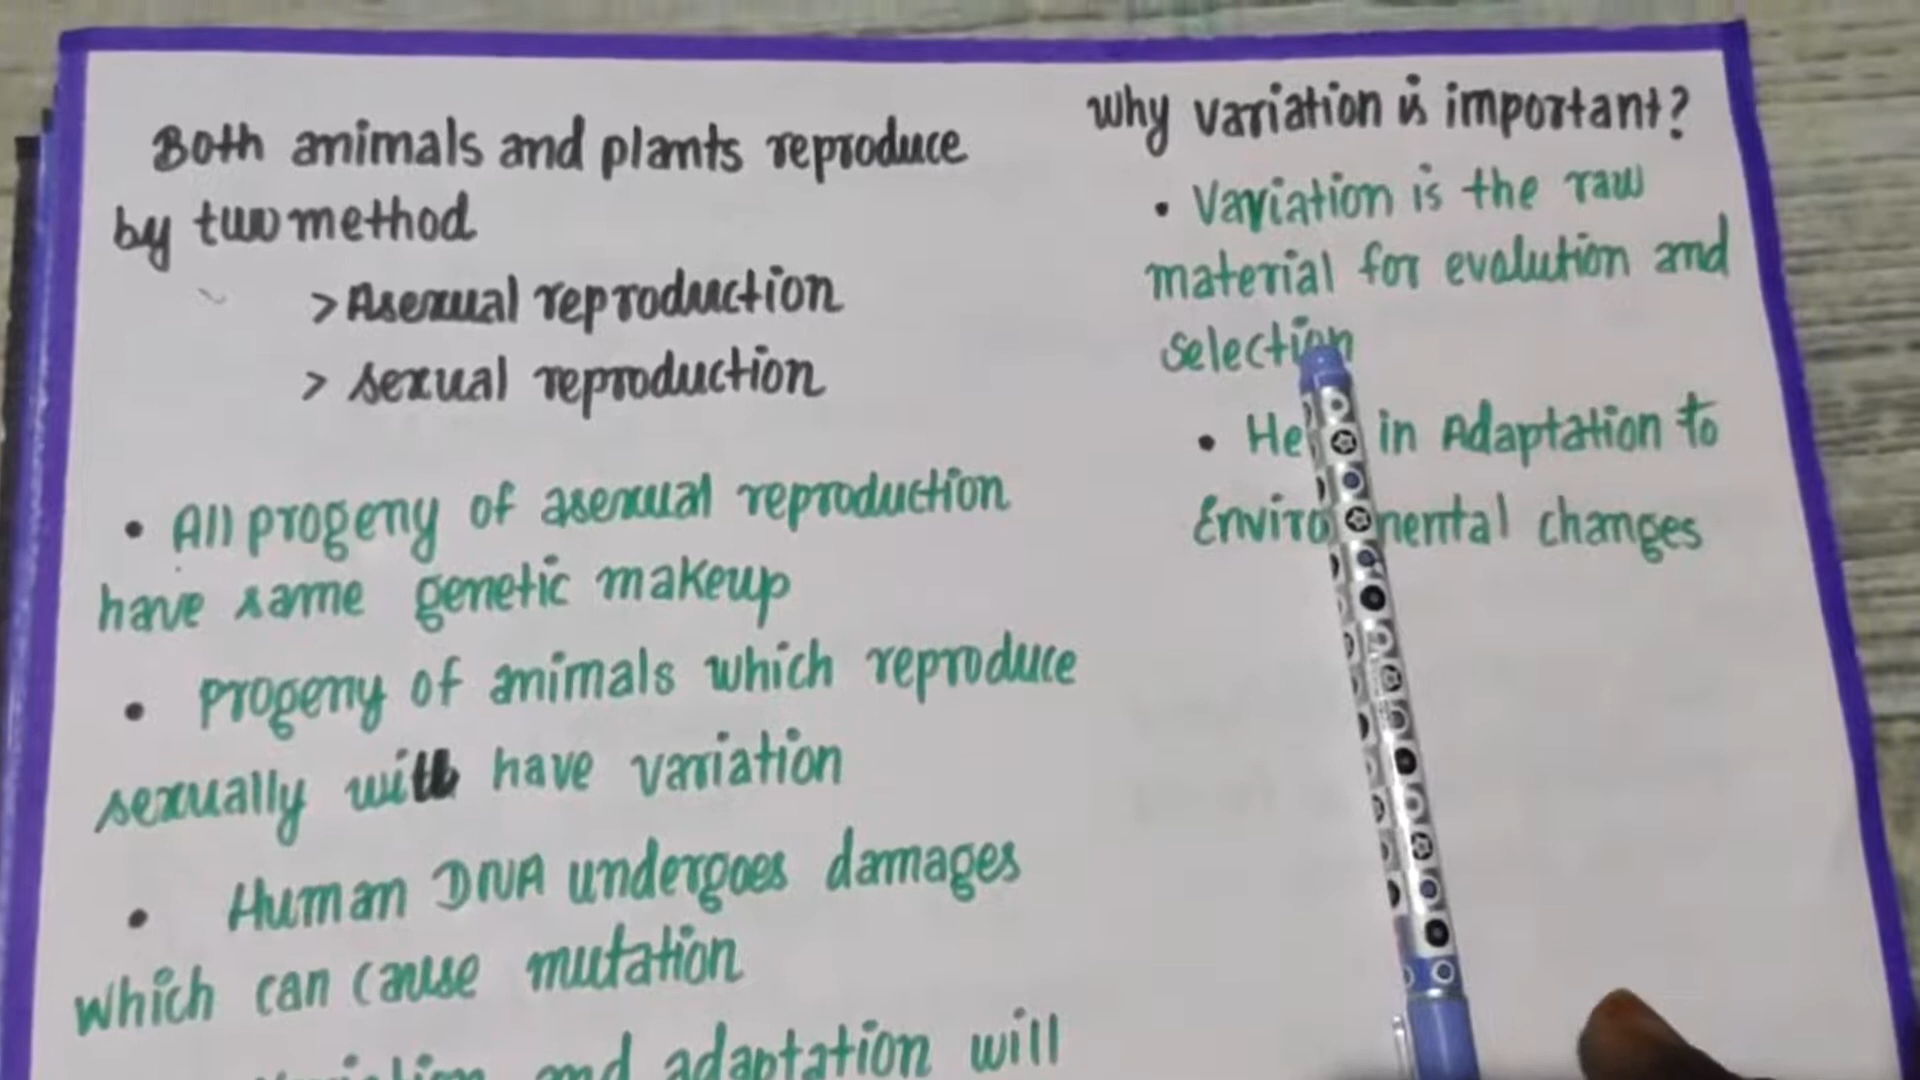 Both animals and plants reproduce
by two method
> Asexual reproduction
> sexual reproduction
• All progeny of asexual reproduction
have same genetic makeup
• progeny of animals which reproduce
sexually will have variation
• Human DNA undergoes damages
which can cause mutation
and adaptation will
Why variation is important?
• Variation is the raw
material for evolution and
selection
• in Adaptation to
changes